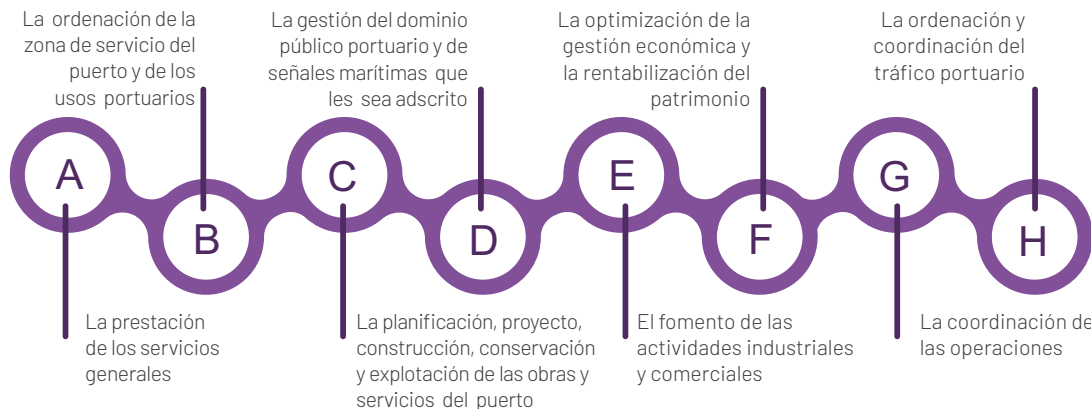 La ordenación de la
zona de servicio del
puerto y de los
usos portuarios
La gestión del dominio
público portuario y de
señales marítimas que
les sea adscrito
La optimización de la
gestión económica y
la rentabilización del
patrimonio
La ordenación y
coordinación del
tráfico portuario
A
B
C
D
E
F
G
H
La prestación
de los servicios
generales
La planificación, proyecto,
construcción, conservación
y explotación de las obras y
servicios del puerto
El fomento de las
actividades industriales
y comerciales
La coordinación de
las operaciones